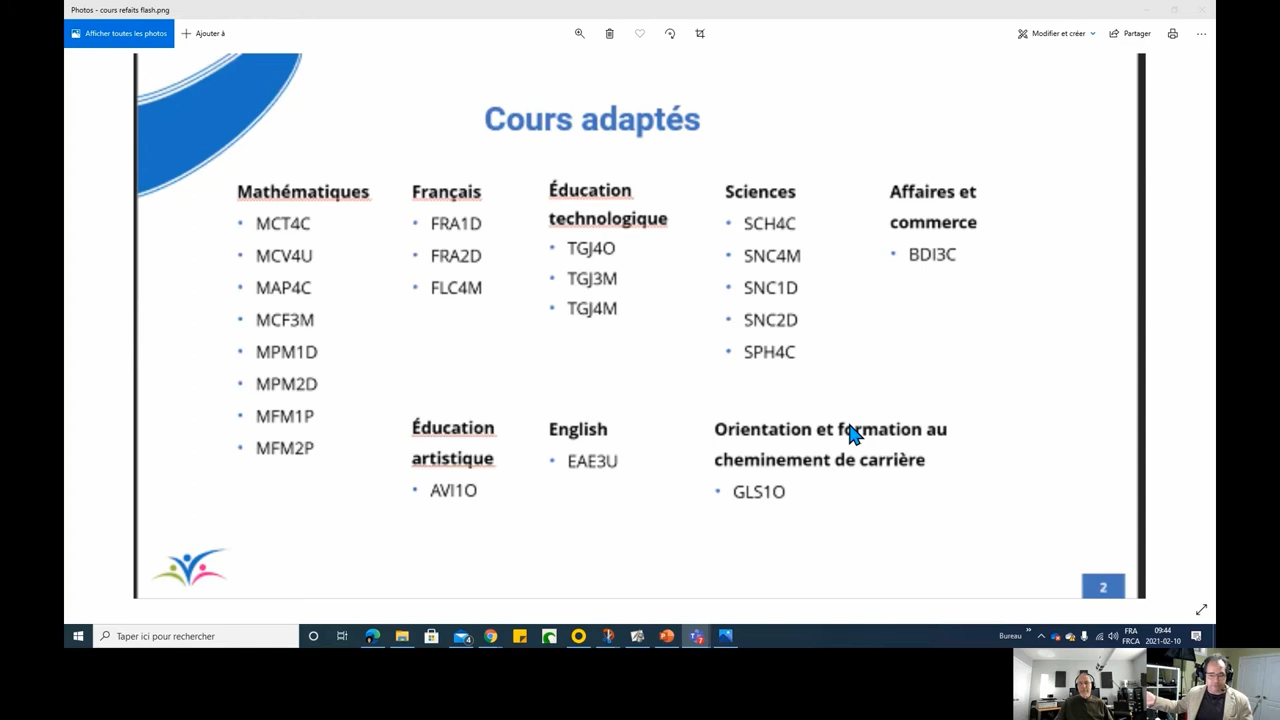 Photos - cours refaits flash.png
Afficher toutes les photos
Ajouter à
Modifier et créer
Partager
Cours adaptés
Mathématiques
MCT4C
MCV4U
MAP4C
MCF3M
MPM1D
MPM2D
MFM1P
MFM2P
Français
FRA1D
FRA2D
FLC4M
Éducation
technologique
TGJ4O
TGJ3M
TGJ4M
Sciences
SCH4C
SNC4M
SNC1D
SNC2D
SPH4C
Affaires et
commerce
BDI3C
Éducation
artistique
AVI1O
English
EAE3U
Orientation et formation au
cheminement de carrière
GLS1O
2
Taper ici pour rechercher
Bureau
FRA
FRCA
09:44
2021-02-10